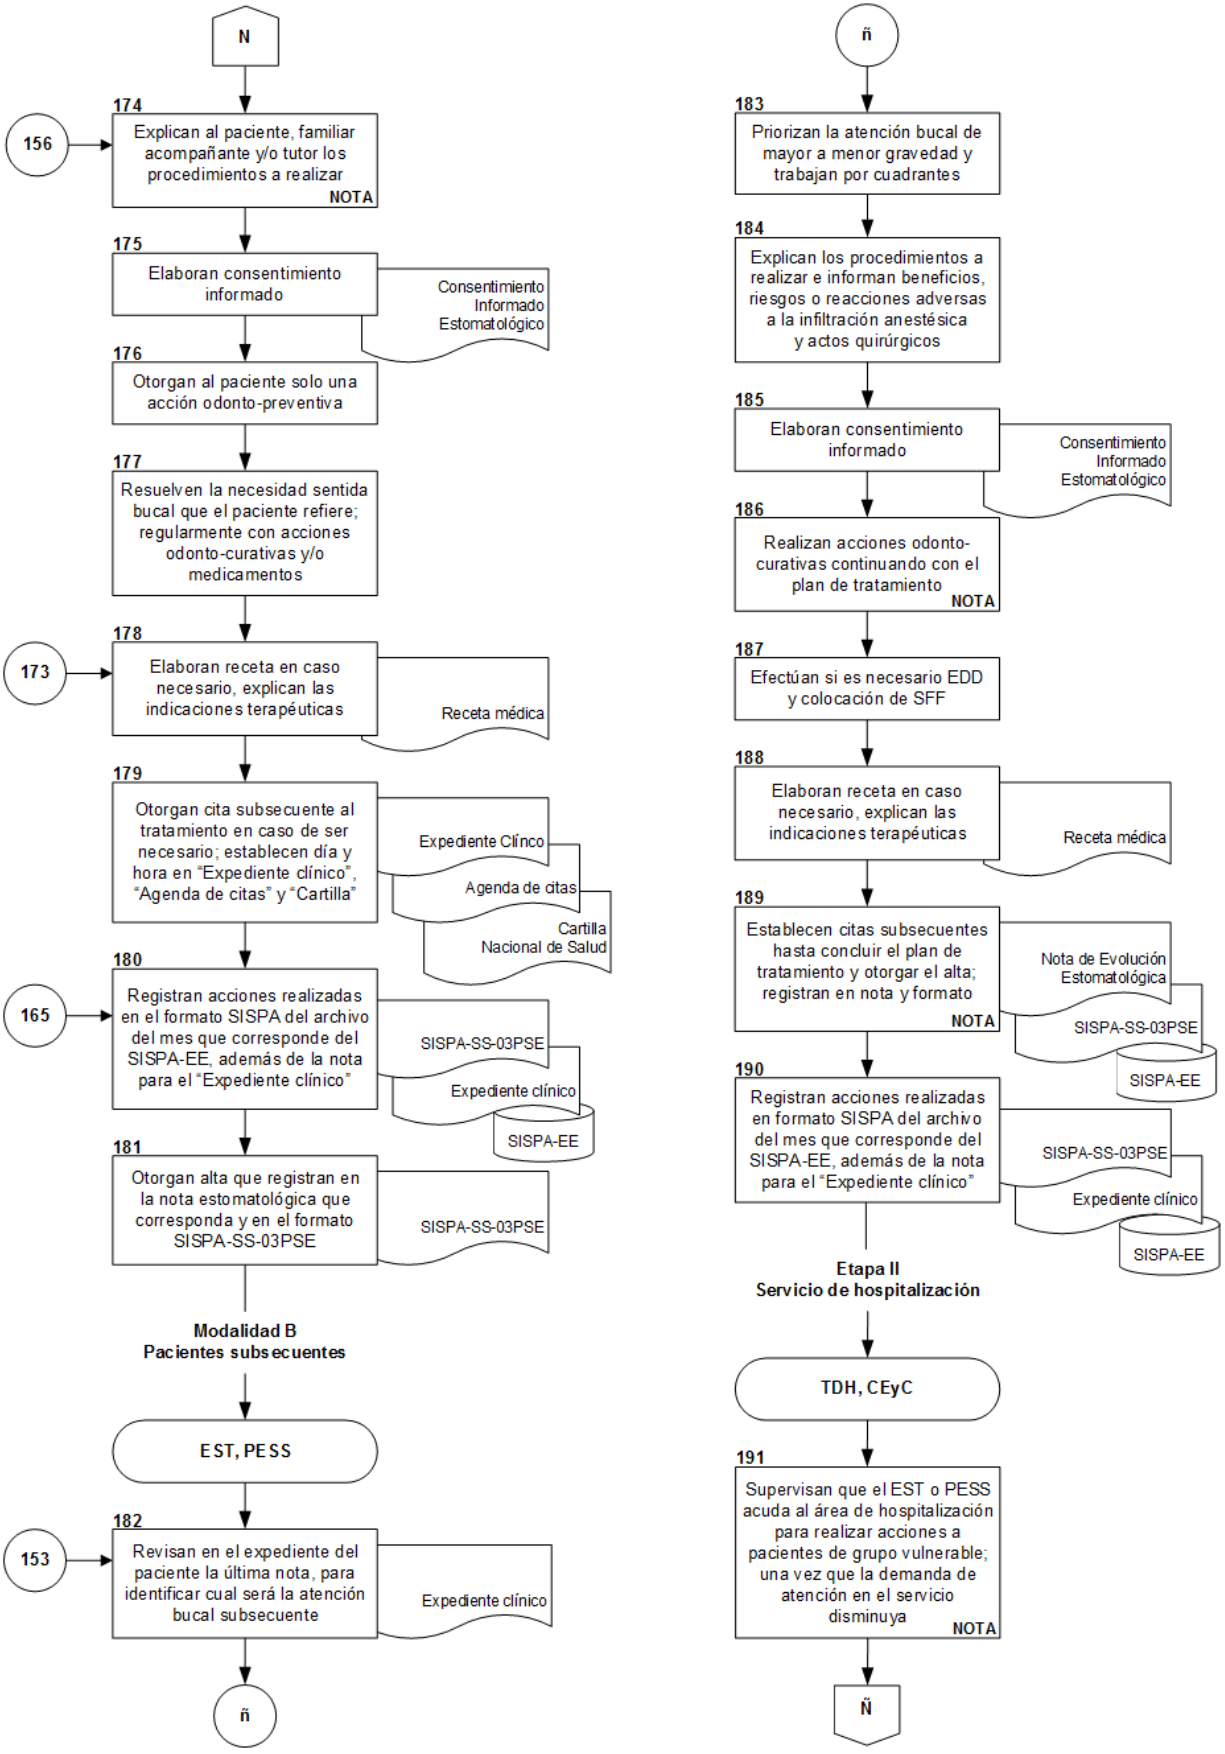 N
174
156
Explican al paciente, familiar
acompañante y/o tutor los
procedimientos a realizar
NOTA
175
Elaboran consentimiento
informado
Consentimiento
Informado
Estomatológico
176
Otorgan al paciente solo una
acción odonto-preventiva
177
Resuelven la necesidad sentida
bucal que el paciente refiere;
regularmente con acciones
odonto-curativas y/o
medicamentos
178
173
Elaboran receta en caso
necesario, explican las
indicaciones terapéuticas
Receta médica
179
Otorgan cita subsecuente al
tratamiento en caso de ser
necesario; establecen día y
hora en “Expediente clínico”,
“Agenda de citas” y “Cartilla”
Expediente Clínco
Agenda de citas
Cartilla
Nacional de Salud
180
165
Registran acciones realizadas
en el formato SISPA del archivo
del mes que corresponde del
SISPA-EE, además de la nota
para el “Expediente clínico”
SISPA-SS-03PSE
Expediente clínico
SISPA-EE
181
Otorgan alta que registran en
la nota estomatológica que
corresponda y en el formato
SISPA-SS-03PSE
SISPA-SS-03PSE
Modalidad B
Pacientes subsecuentes
EST, PESS
182
153
Revisan en el expediente del
paciente la última nota, para
identificar cual será la atención
bucal subsecuente
Expediente clínico
ñ
ñ
183
Priorizan la atención bucal de
mayor a menor gravedad y
trabajan por cuadrantes
184
Explican los procedimientos a
realizar e informan beneficios,
riesgos o reacciones adversas
a la infiltración anestésica
y actos quirúrgicos
185
Elaboran consentimiento
informado
Consentimiento
Informado
Estomatológico
186
Realizan acciones odonto-
curativas continuando con el
plan de tratamiento
NOTA
187
Efectúan si es necesario EDD
y colocación de SFF
188
Elaboran receta en caso
necesario, explican las
indicaciones terapéuticas
Receta médica
189
Establecen citas subsecuentes
hasta concluir el plan de
tratamiento y otorgar el alta;
registran en nota y formato
NOTA
Nota de Evolución
Estomatológica
SISPA-SS-03PSE
SISPA-EE
190
Registran acciones realizadas
en formato SISPA del archivo
del mes que corresponde del
SISPA-EE, además de la nota
para el “Expediente clínico”
SISPA-SS-03PSE
Expediente clínico
SISPA-EE
Etapa II
Servicio de hospitalización
TDH, CEyC
191
Supervisan que el EST o PESS
acuda al área de hospitalización
para realizar acciones a
pacientes de grupo vulnerable;
una vez que la demanda de
atención en el servicio
disminuya
NOTA
Ñ